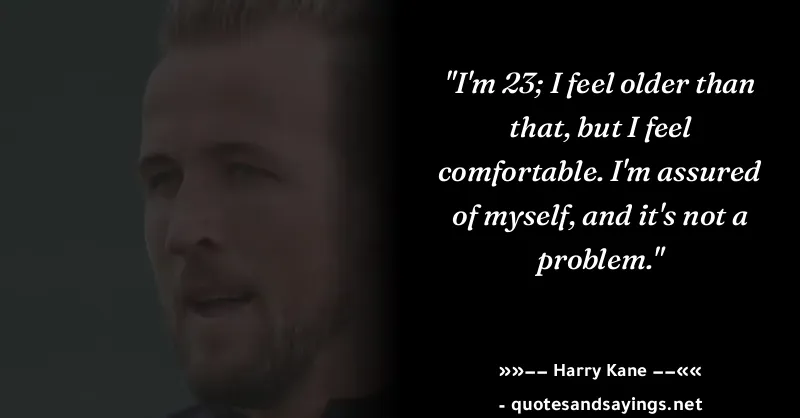 "I'm 23; I feel older than
that, but I feel
comfortable. I'm assured
of myself, and it's not a
problem."
»»−− Harry Kane −−««
- quotesandsayings.net